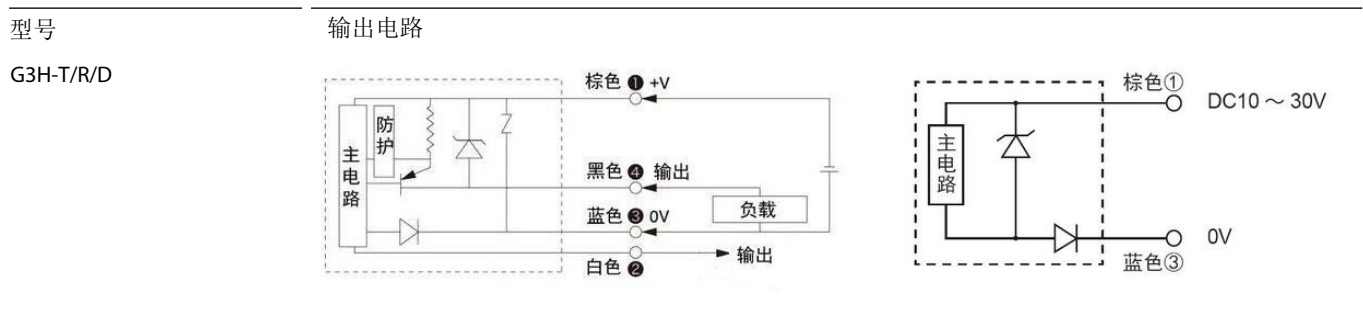 型号
输出电路
G3H-T/R/D
棕色 ❶ +V
防护
主电路
黑色 ❹ 输出
负载
蓝色 ❸ 0V
输出
白色 ❷
棕色①
DC10 ～ 30V
主电路
0V
蓝色③